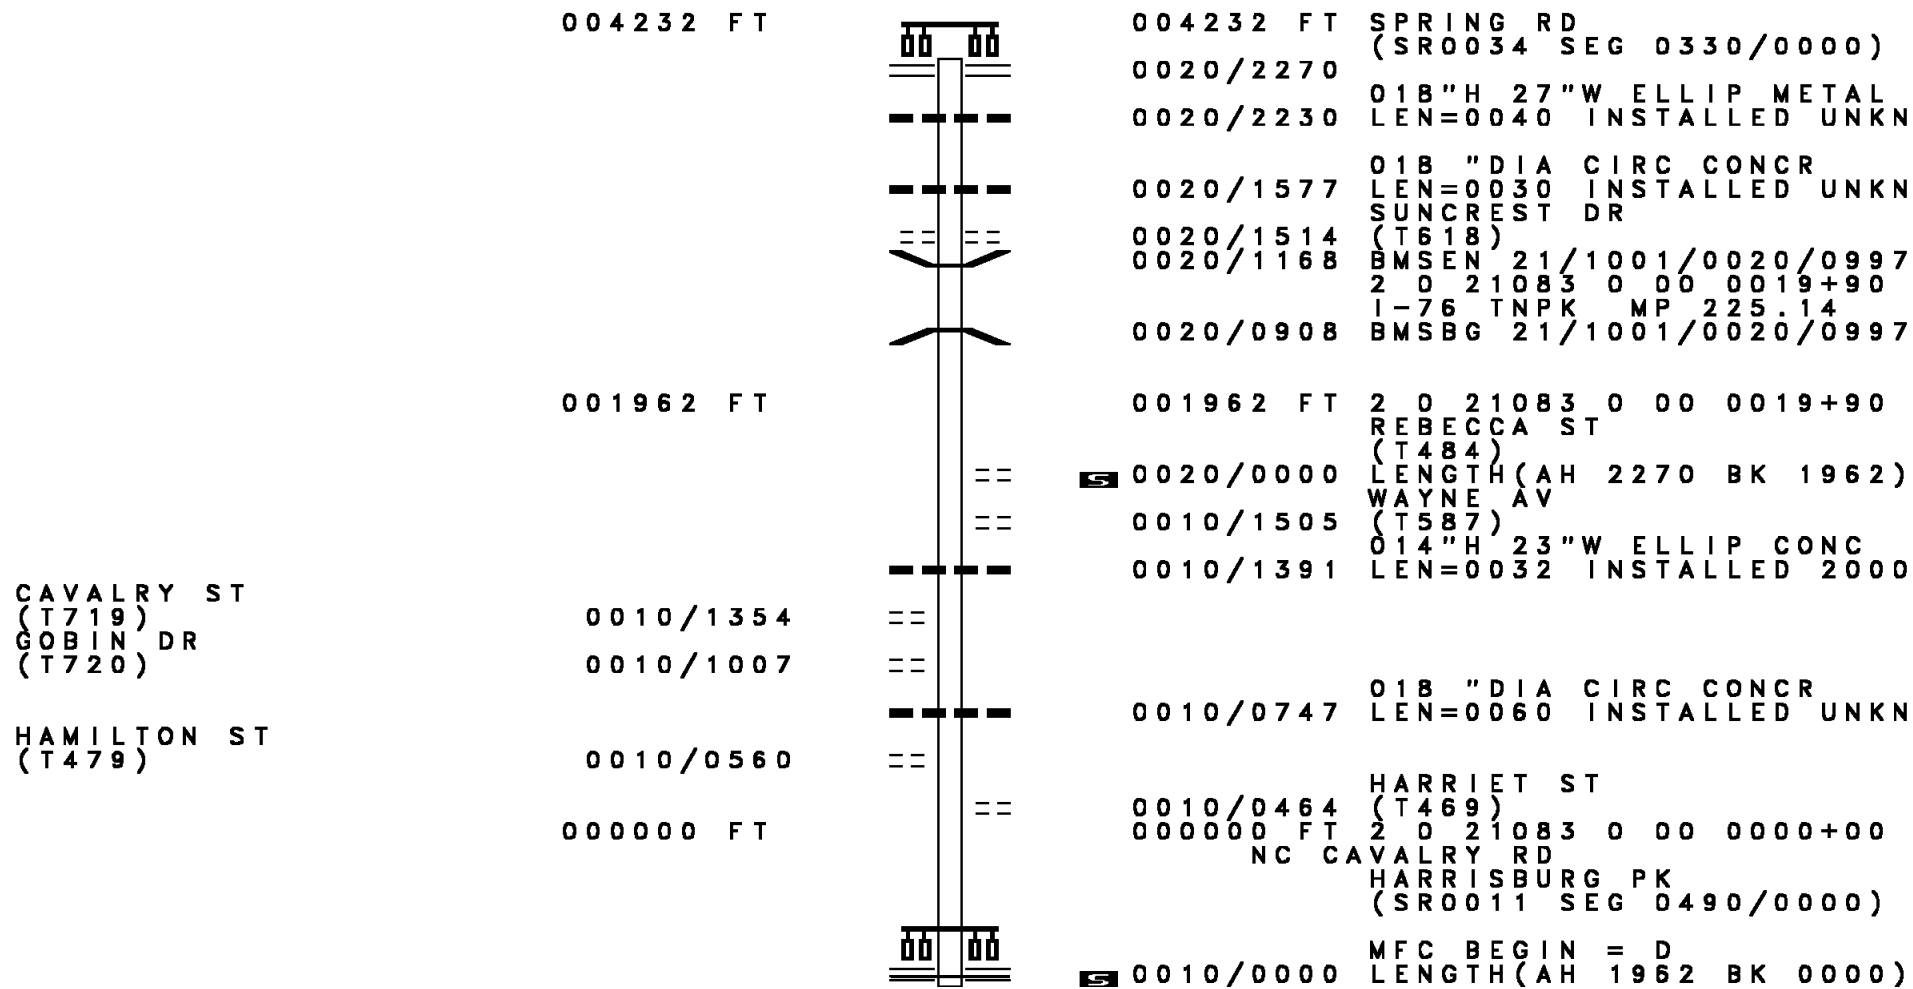 004232 FT 004232 FT SPRING RD
(SR0034 SEG 0330/0000)
0020/2270
018"H 27"W ELLIP METAL
0020/2230 LEN=0040 INSTALLED UNKN
018 "DIA CIRC CONCR
0020/1577 LEN=0030 INSTALLED UNKN
SUNCREST DR
0020/1514 (T618)
0020/1168 BMSEN 21/1001/0020/0997
2 0 21083 0 00 0019+90
I-76 TNPK MP 225.14
0020/0908 BMSBG 21/1001/0020/0997
001962 FT 001962 FT 2 0 21083 0 00 0019+90
REBECCA ST
(T484)
S 0020/0000 LENGTH(AH 2270 BK 1962)
WAYNE AV
0010/1505 (T587)
014"H 23"W ELLIP CONC
0010/1391 LEN=0032 INSTALLED 2000
CAVALRY ST
(T719) 0010/1354
GOBIN DR
(T720) 0010/1007
018 "DIA CIRC CONCR
0010/0747 LEN=0060 INSTALLED UNKN
HAMILTON ST
(T479) 0010/0560
HARRIET ST
0010/0464 (T469)
000000 FT 000000 FT 2 0 21083 0 00 0000+00
NC CAVALRY RD
HARRISBURG PK
(SR0011 SEG 0490/0000)
MFC BEGIN = D
S 0010/0000 LENGTH(AH 1962 BK 0000)